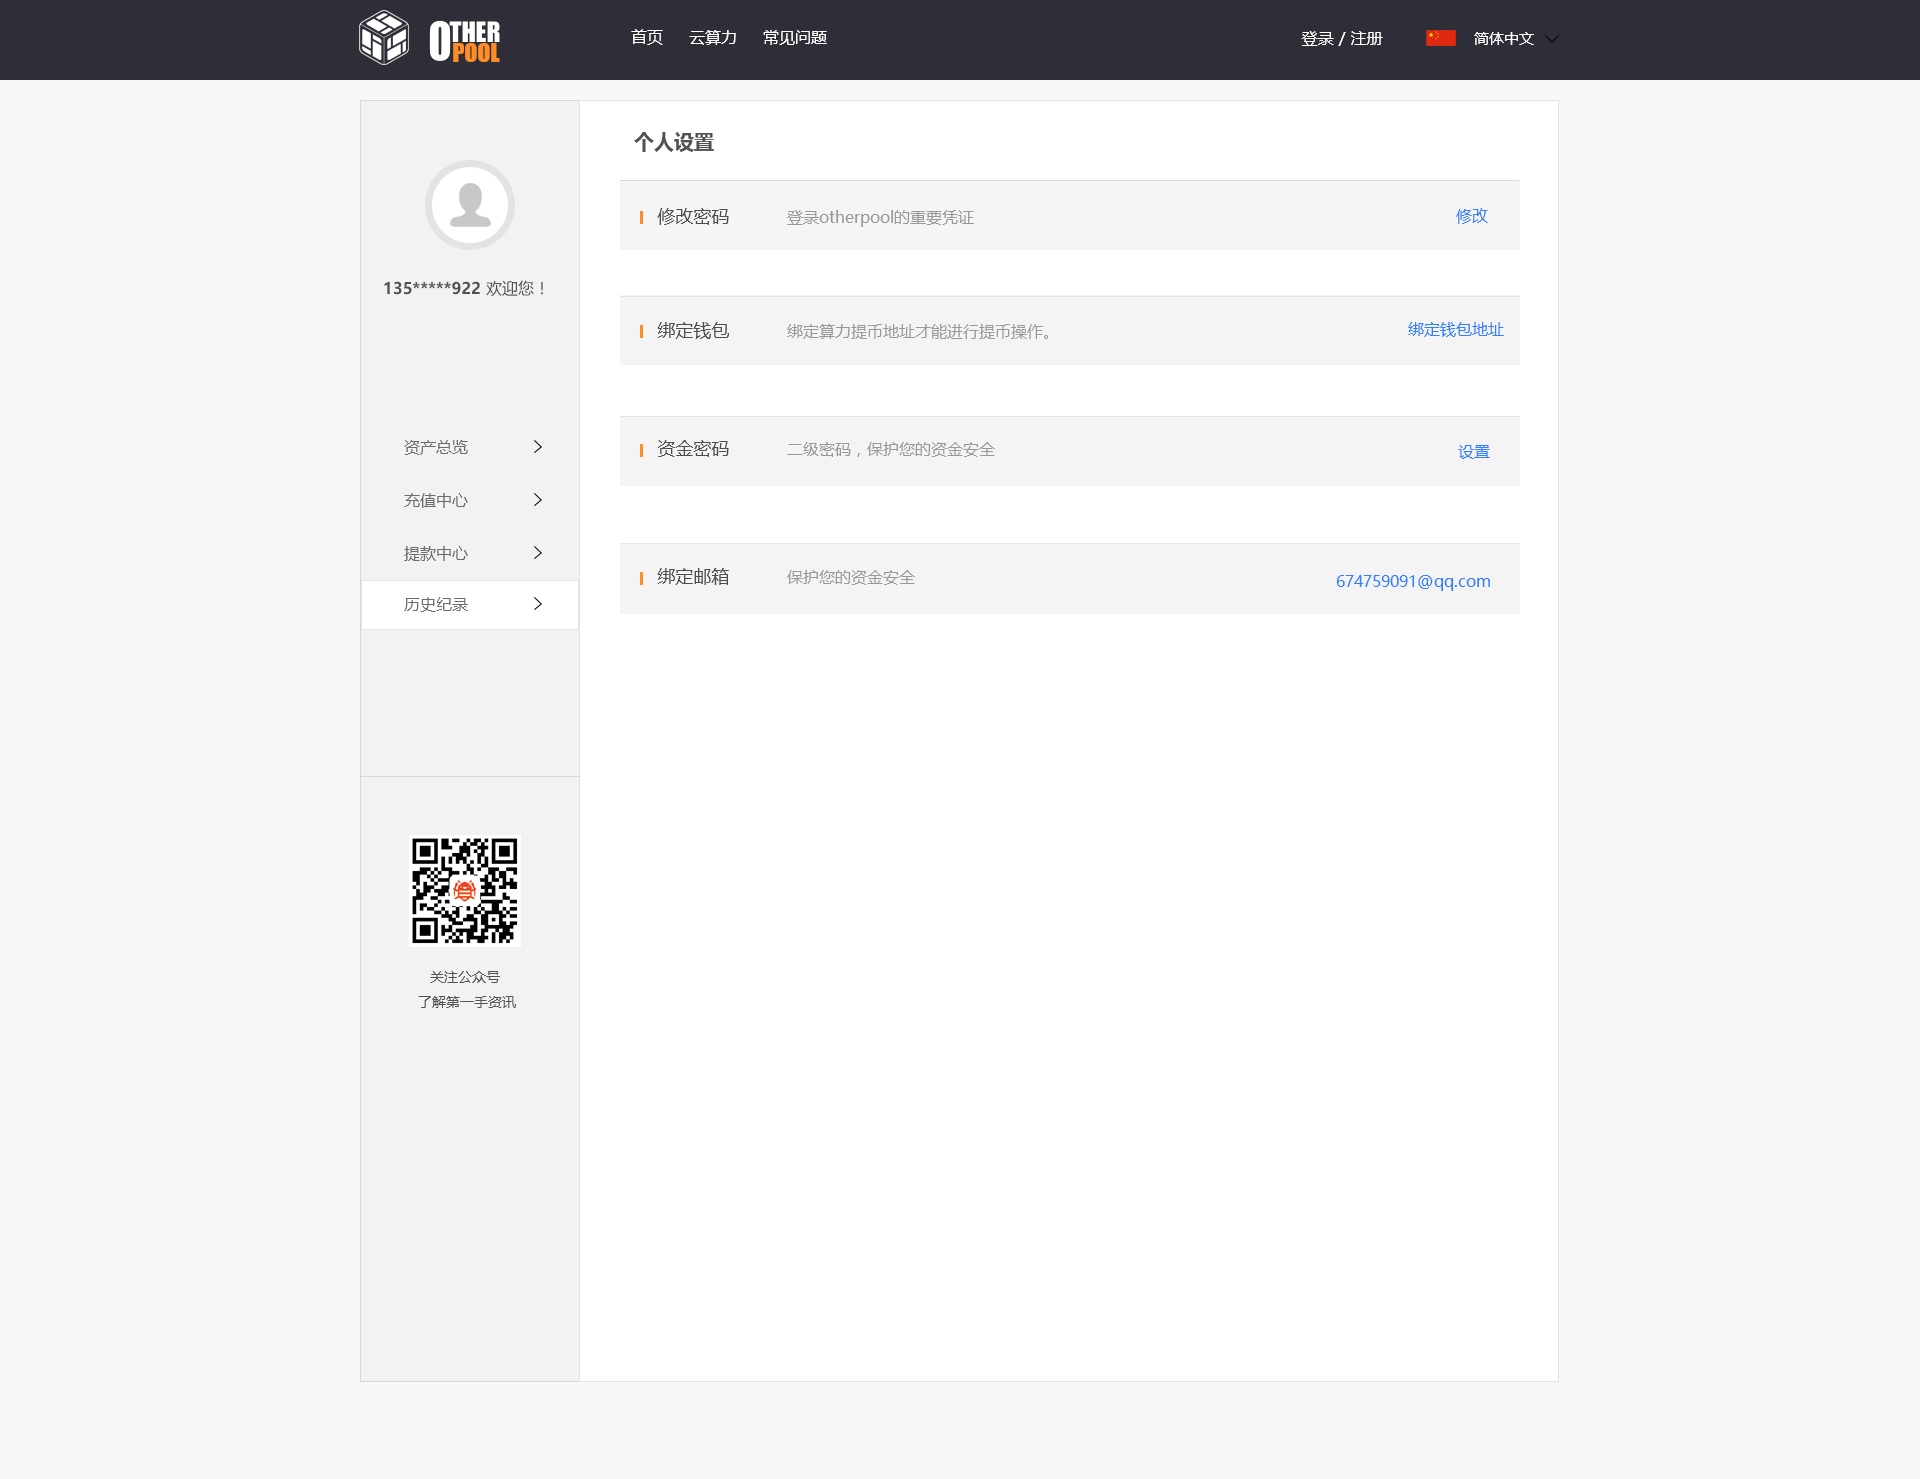 OTHER
POOL
首页 云算力 常见问题
登录 / 注册
简体中文
135*****922 欢迎您！
资产总览
充值中心
提款中心
历史纪录
关注公众号
了解第一手资讯
个人设置
修改密码 登录otherpool的重要凭证 修改
绑定钱包 绑定算力提币地址才能进行提币操作。 绑定钱包地址
资金密码 二级密码，保护您的资金安全 设置
绑定邮箱 保护您的资金安全 674759091@qq.com